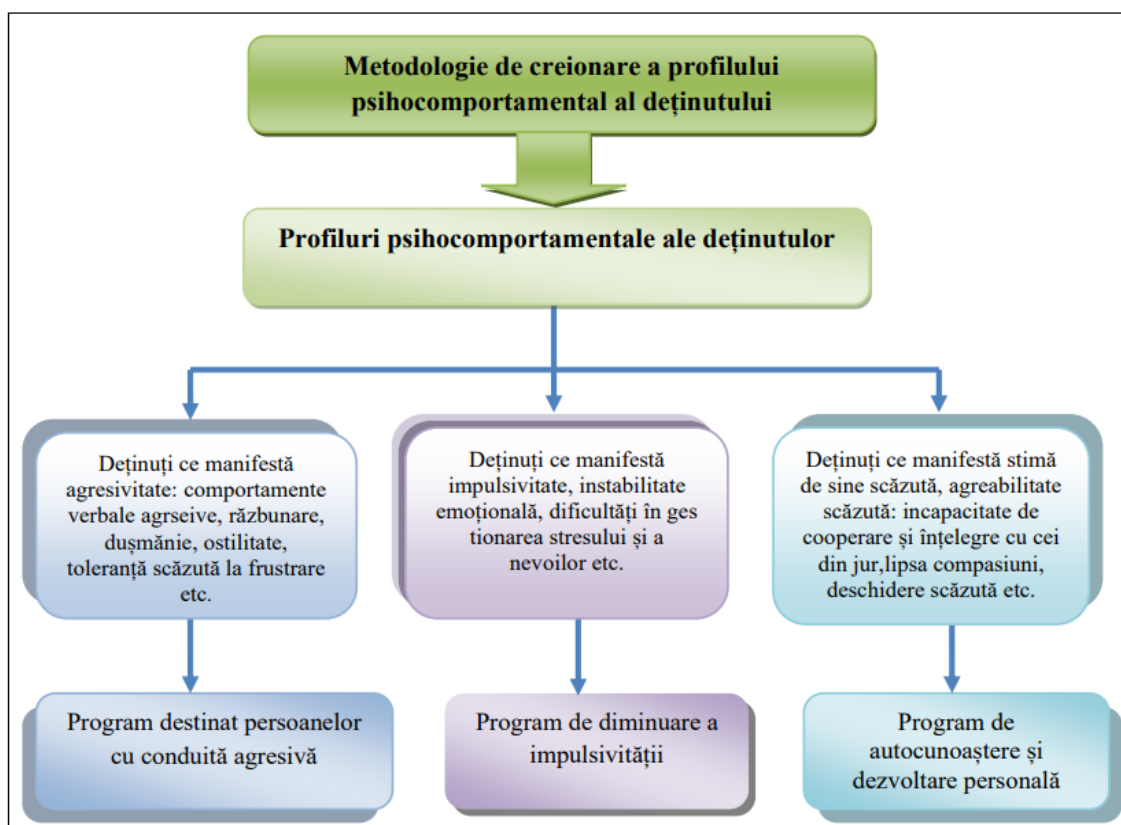 Metodologie de creionare a profilului
psihocomportamental al deținutului
Profiluri psihocomportamentale ale deținutulor
Deținuți ce manifestă
agresivitate: comportamente
verbale agrseive, răzbunare,
dușmănie, ostilitate,
toleranță scăzută la frustrare
etc.
Deținuți ce manifestă
impulsivitate, instabilitate
emoțională, dificultăți în ges
tionarea stresului și a
nevoilor etc.
Deținuți ce manifestă stimă
de sine scăzută, agreabilitate
scăzută: incapacitate de
cooperare și înțelegre cu cei
din jur,lipsa compasiuni,
deschidere scăzută etc.
Program destinat persoanelor
cu conduită agresivă
Program de diminuare a
impulsivității
Program de
autocunoaștere și
dezvoltare personală